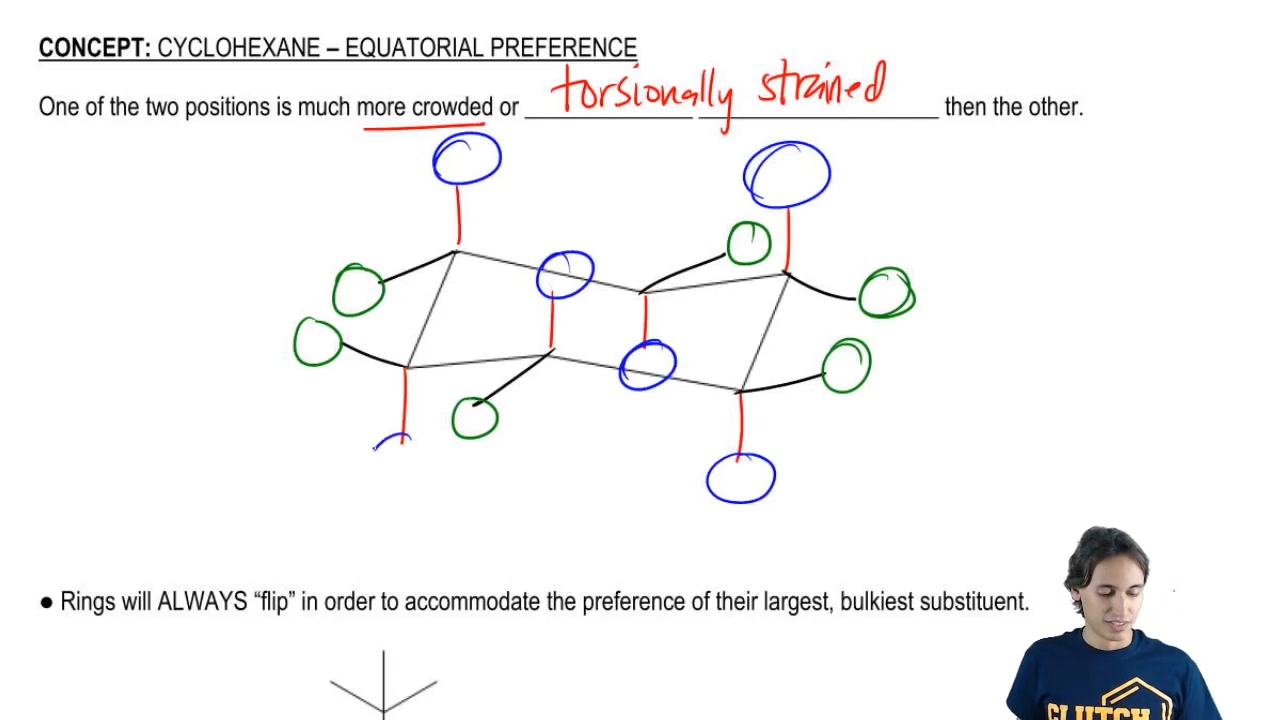 CONCEPT: CYCLOHEXANE – EQUATORIAL PREFERENCE
One of the two positions is much more crowded or torsionally strained then the other.
● Rings will ALWAYS “flip” in order to accommodate the preference of their largest, bulkiest substituent.
CLUTCH